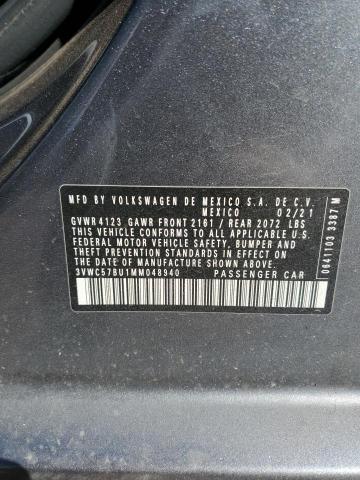 MFD BY VOLKSWAGEN DE MEXICO S.A. DE C.V.
MEXICO 02/21
GVWR 4123 GAWR FRONT 2161 / REAR 2072 LBS
THIS VEHICLE CONFORMS TO ALL APPLICABLE U.S.
FEDERAL MOTOR VEHICLE SAFETY, BUMPER AND
THEFT PREVENTION STANDARDS IN EFFECT ON
THE DATE OF MANUFACTURE SHOWN ABOVE
3VWC57BU1MM048940 PASSENGER CAR
0641103 3387 M